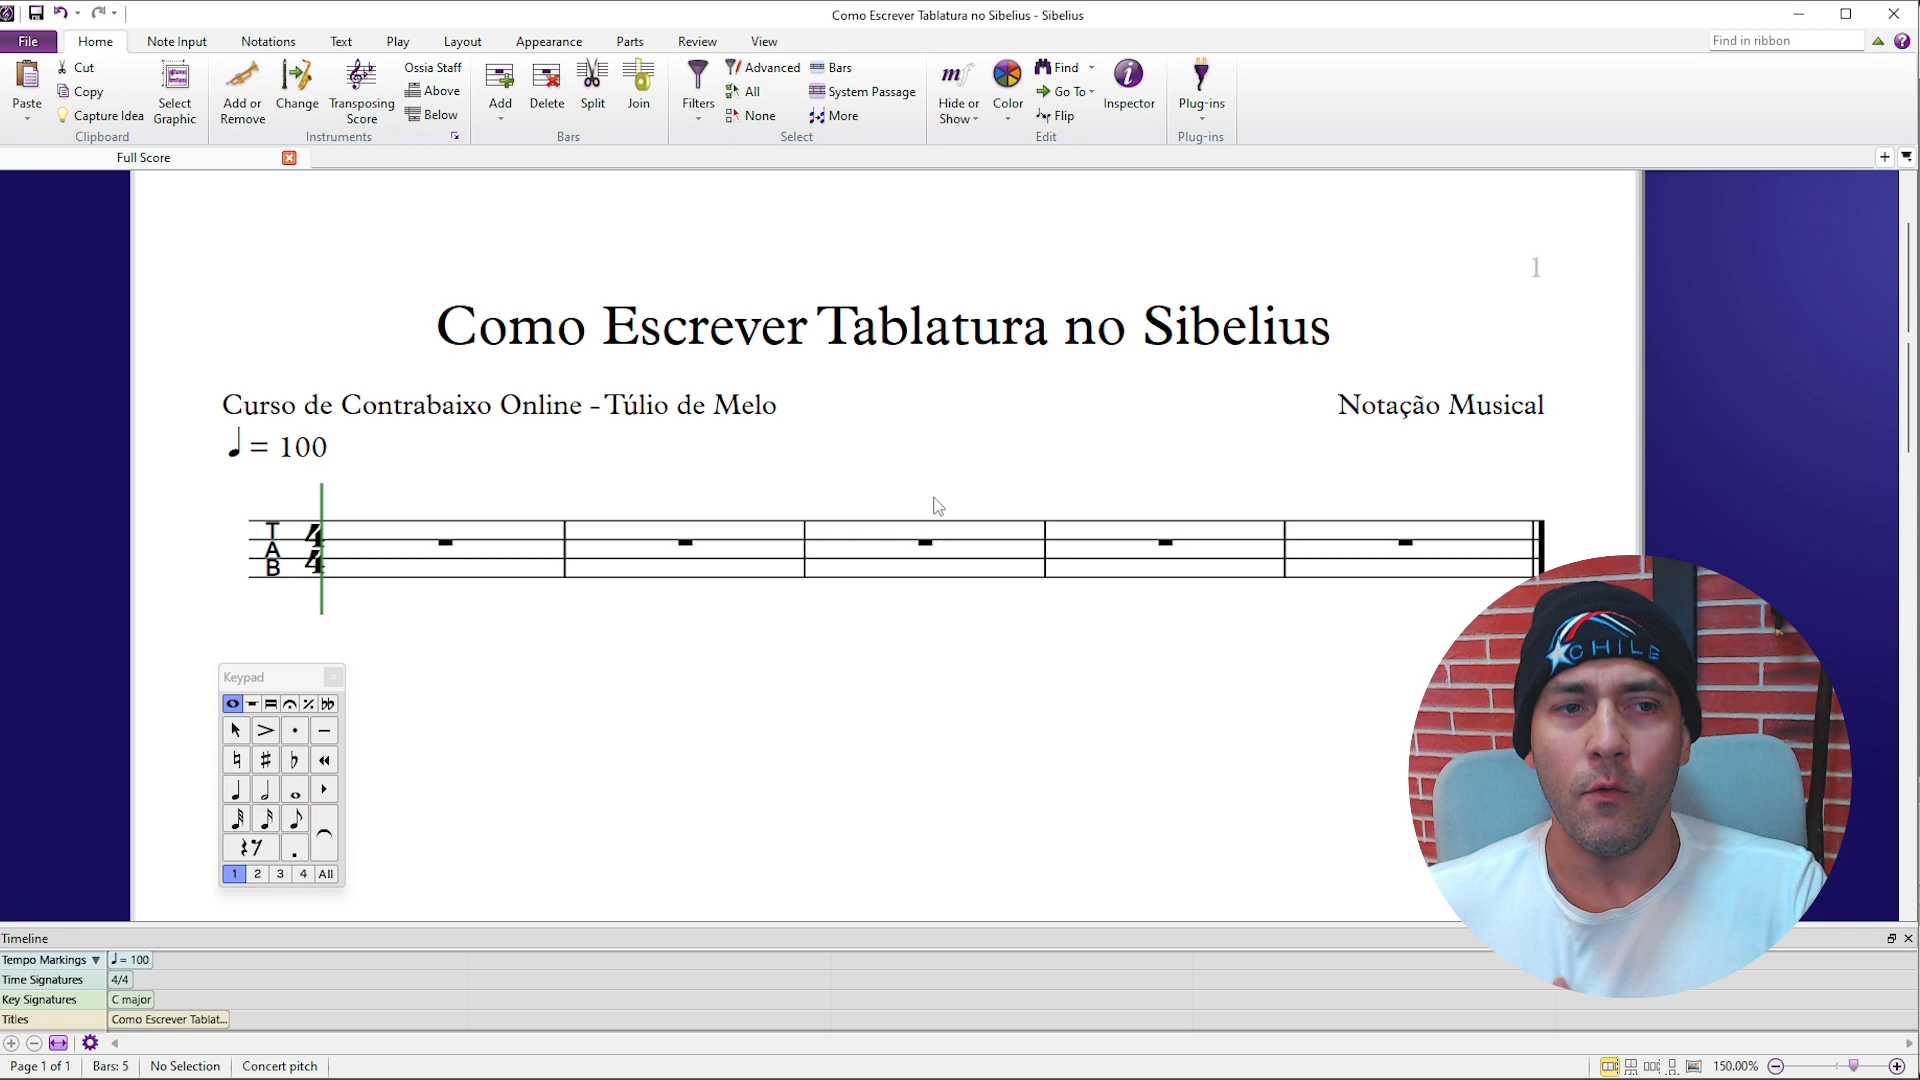 Como Escrever Tablatura no Sibelius - Sibelius
File Home Note Input Notations Text Play Layout Appearance Parts Review View Find in ribbon
Paste Cut Copy Capture Idea Select Graphic
Clipboard
Add or Remove Change Transposing Score Ossia Staff Above Below
Instruments
Add Delete Split Join
Bars
Filters Advanced All None Bars System Passage More
Select
Hide or Show Color Find Go To Flip Inspector
Edit
Plug-ins
Plug-ins
Full Score
1
Como Escrever Tablatura no Sibelius
Curso de Contrabaixo Online - Túlio de Melo
Notação Musical
♩ = 100
T
A
B
4
4
CHILE
Keypad
1 2 3 4 All
Timeline
Tempo Markings ♩ = 100
Time Signatures 4/4
Key Signatures C major
Titles Como Escrever Tablat...
Page 1 of 1 Bars: 5 No Selection Concert pitch 150.00%